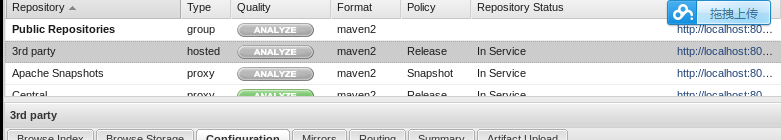 Repository Type Quality Format Policy Repository Status 拖拽上传
Public Repositories group ANALYZE maven2 http://localhost:80...
3rd party hosted ANALYZE maven2 Release In Service http://localhost:80...
Apache Snapshots proxy ANALYZE maven2 Snapshot In Service http://localhost:80...
Central proxy ANALYZE maven2 Release In Service http://localhost:80...
3rd party
Browse Index Browse Storage Configuration Mirrors Routing Summary Artifact Upload